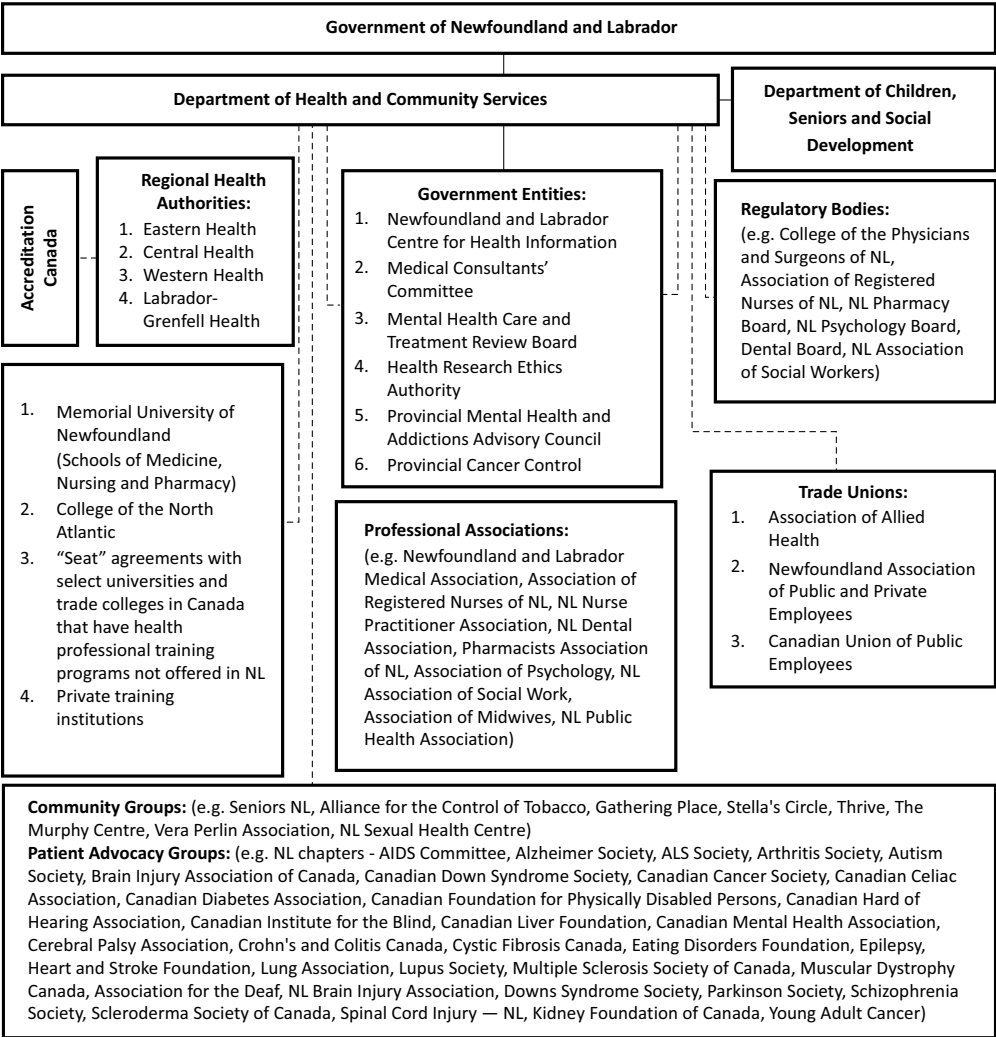 Government of Newfoundland and Labrador
Department of Health and Community Services
Department of Children,
Seniors and Social
Development
Accreditation
Canada
Regional Health
Authorities:
1. Eastern Health
2. Central Health
3. Western Health
4. Labrador-
Grenfell Health
Government Entities:
1. Newfoundland and Labrador
Centre for Health Information
2. Medical Consultants’
Committee
3. Mental Health Care and
Treatment Review Board
4. Health Research Ethics
Authority
5. Provincial Mental Health and
Addictions Advisory Council
6. Provincial Cancer Control
Regulatory Bodies:
(e.g. College of the Physicians
and Surgeons of NL,
Association of Registered
Nurses of NL, NL Pharmacy
Board, NL Psychology Board,
Dental Board, NL Association
of Social Workers)
1. Memorial University of
Newfoundland
(Schools of Medicine,
Nursing and Pharmacy)
2. College of the North
Atlantic
3. “Seat” agreements with
select universities and
trade colleges in Canada
that have health
professional training
programs not offered in NL
4. Private training
institutions
Professional Associations:
(e.g. Newfoundland and Labrador
Medical Association, Association of
Registered Nurses of NL, NL Nurse
Practitioner Association, NL Dental
Association, Pharmacists Association
of NL, Association of Psychology, NL
Association of Social Work,
Association of Midwives, NL Public
Health Association)
Trade Unions:
1. Association of Allied
Health
2. Newfoundland Association
of Public and Private
Employees
3. Canadian Union of Public
Employees
Community Groups: (e.g. Seniors NL, Alliance for the Control of Tobacco, Gathering Place, Stella's Circle, Thrive, The
Murphy Centre, Vera Perlin Association, NL Sexual Health Centre)
Patient Advocacy Groups: (e.g. NL chapters - AIDS Committee, Alzheimer Society, ALS Society, Arthritis Society, Autism
Society, Brain Injury Association of Canada, Canadian Down Syndrome Society, Canadian Cancer Society, Canadian Celiac
Association, Canadian Diabetes Association, Canadian Foundation for Physically Disabled Persons, Canadian Hard of
Hearing Association, Canadian Institute for the Blind, Canadian Liver Foundation, Canadian Mental Health Association,
Cerebral Palsy Association, Crohn's and Colitis Canada, Cystic Fibrosis Canada, Eating Disorders Foundation, Epilepsy,
Heart and Stroke Foundation, Lung Association, Lupus Society, Multiple Sclerosis Society of Canada, Muscular Dystrophy
Canada, Association for the Deaf, NL Brain Injury Association, Downs Syndrome Society, Parkinson Society, Schizophrenia
Society, Scleroderma Society of Canada, Spinal Cord Injury — NL, Kidney Foundation of Canada, Young Adult Cancer)